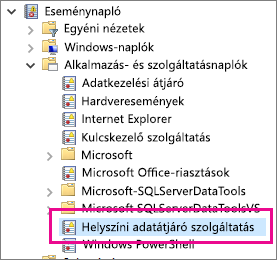 Eseménynapló
Egyéni nézetek
Windows-naplók
Alkalmazás- és szolgáltatásnaplók
Adatkezelési átjáró
Hardveresemények
Internet Explorer
Kulcskezelő szolgáltatás
Microsoft
Microsoft Office-riasztások
Microsoft-SQLServerDataTools
Microsoft-SQLServerDataToolsVS
Helyszíni adatátjáró szolgáltatás
Windows PowerShell